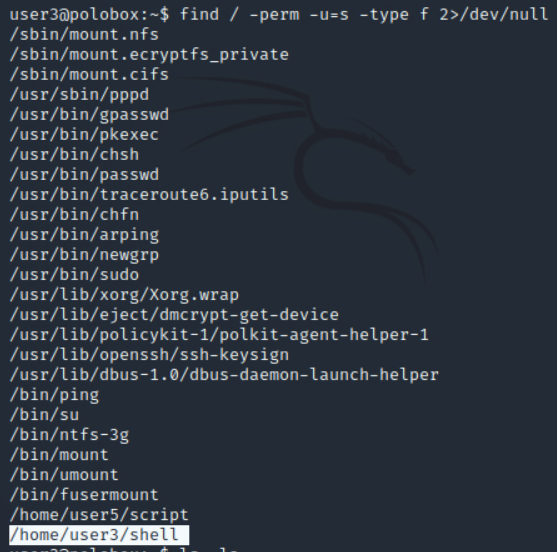 user3@polobox:~$ find / -perm -u=s -type f 2>/dev/null
/sbin/mount.nfs
/sbin/mount.ecryptfs_private
/sbin/mount.cifs
/usr/sbin/pppd
/usr/bin/gpasswd
/usr/bin/pkexec
/usr/bin/chsh
/usr/bin/passwd
/usr/bin/traceroute6.iputils
/usr/bin/chfn
/usr/bin/arping
/usr/bin/newgrp
/usr/bin/sudo
/usr/lib/xorg/Xorg.wrap
/usr/lib/eject/dmcrypt-get-device
/usr/lib/policykit-1/polkit-agent-helper-1
/usr/lib/openssh/ssh-keysign
/usr/lib/dbus-1.0/dbus-daemon-launch-helper
/bin/ping
/bin/su
/bin/ntfs-3g
/bin/mount
/bin/umount
/bin/fusermount
/home/user5/script
/home/user3/shell